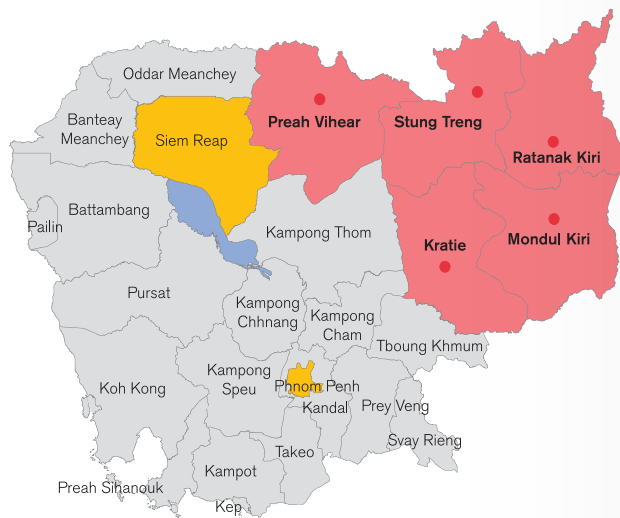 Oddar Meanchey
Banteay
Meanchey
Siem Reap
Preah Vihear
Stung Treng
Ratanak Kiri
Battambang
Pailin
Kampong Thom
Kratie
Mondul Kiri
Pursat
Kampong
Chhnang
Kampong
Cham
Tboung Khmum
Koh Kong
Kampong
Speu
Phnom Penh
Kandal
Prey Veng
Svay Rieng
Takeo
Kampot
Preah Sihanouk
Kep